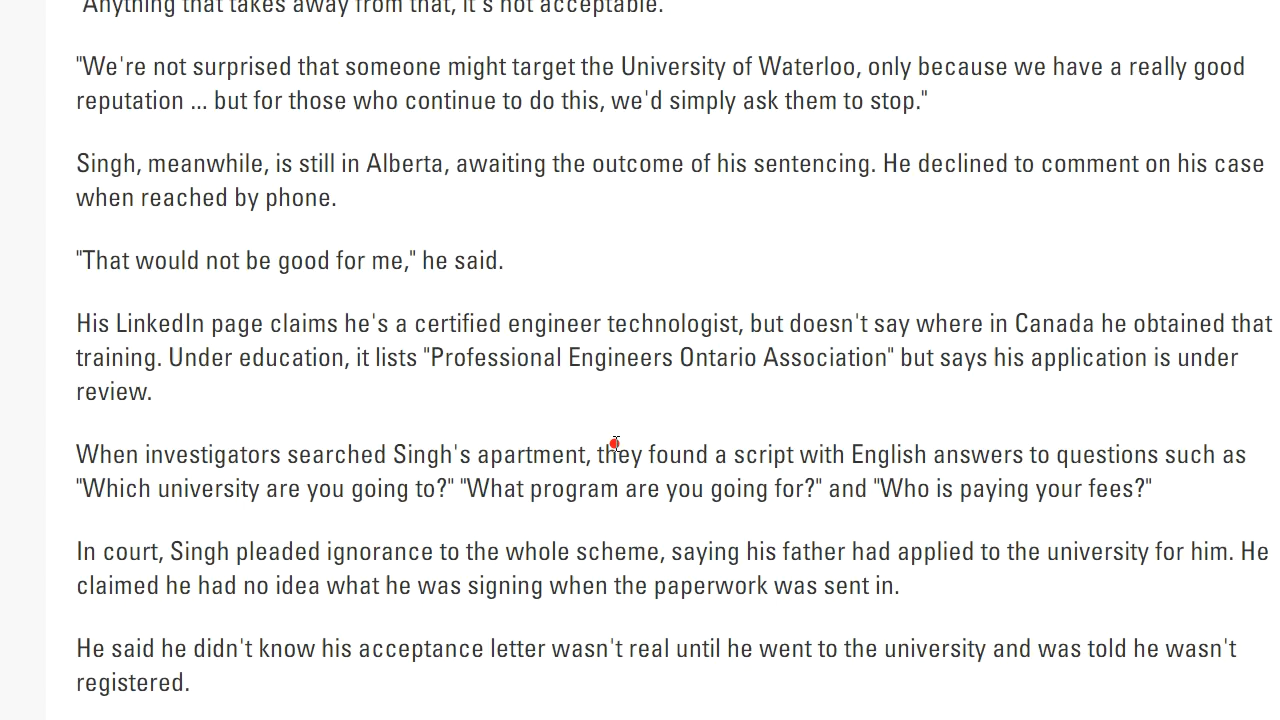 "Anything that takes away from that, it's not acceptable.
"We're not surprised that someone might target the University of Waterloo, only because we have a really good
reputation ... but for those who continue to do this, we'd simply ask them to stop."
Singh, meanwhile, is still in Alberta, awaiting the outcome of his sentencing. He declined to comment on his case
when reached by phone.
"That would not be good for me," he said.
His LinkedIn page claims he's a certified engineer technologist, but doesn't say where in Canada he obtained that
training. Under education, it lists "Professional Engineers Ontario Association" but says his application is under
review.
When investigators searched Singh's apartment, they found a script with English answers to questions such as
"Which university are you going to?" "What program are you going for?" and "Who is paying your fees?"
In court, Singh pleaded ignorance to the whole scheme, saying his father had applied to the university for him. He
claimed he had no idea what he was signing when the paperwork was sent in.
He said he didn't know his acceptance letter wasn't real until he went to the university and was told he wasn't
registered.